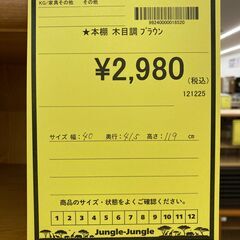 KG/家具その他 その他
99240000018520
★本棚 木目調 ブラウン
¥2,980
(税込)
121225
サイズ 幅: 40 奥行: 41.5 高さ: 119 cm
商品のサイズ・状態をよくご確認ください。
1 2 3 4 5 6 7 8 9 10 11 12
Jungle-Jungle